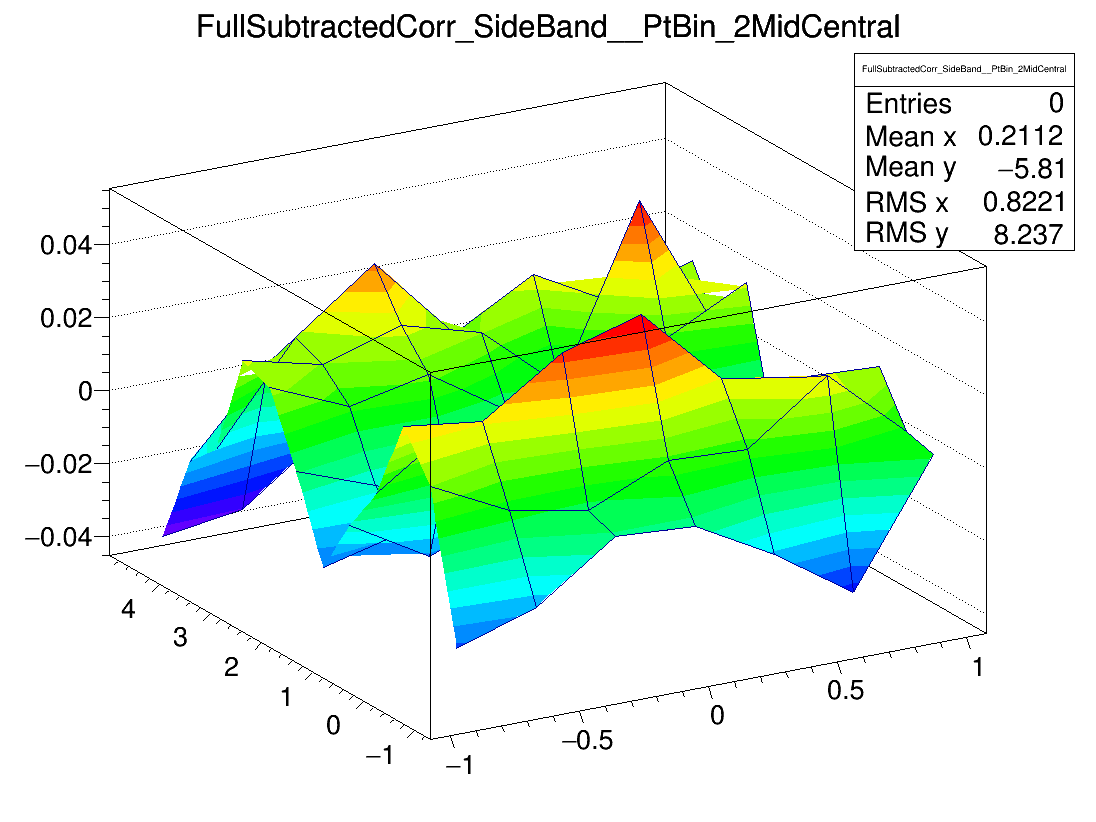 FullSubtractedCorr_SideBand__PtBin_2MidCentral
FullSubtractedCorr_SideBand__PtBin_2MidCentral
Entries 0
Mean x 0.2112
Mean y −5.81
RMS x 0.8221
RMS y 8.237
0.04
0.02
0
−0.02
−0.04
4
3
2
1
0
−1
−1
−0.5
0
0.5
1